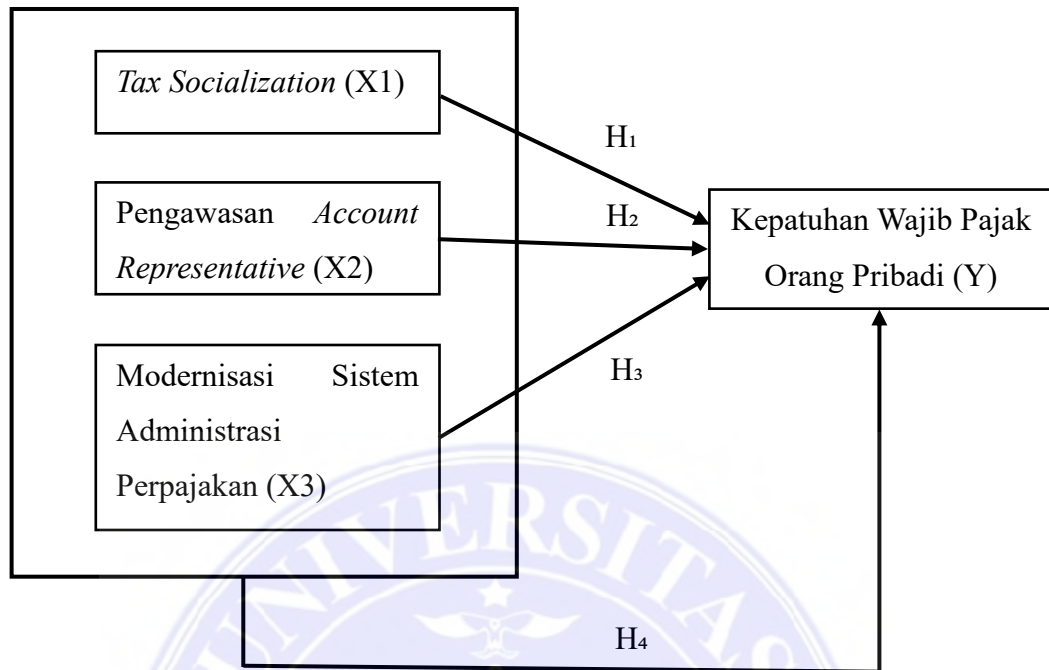 Tax Socialization (X1)
H₁
Pengawasan Account
Representative (X2)
H₂
Kepatuhan Wajib Pajak
Orang Pribadi (Y)
Modernisasi Sistem
Administrasi
Perpajakan (X3)
H₃
UNIVERSITAS
H₄